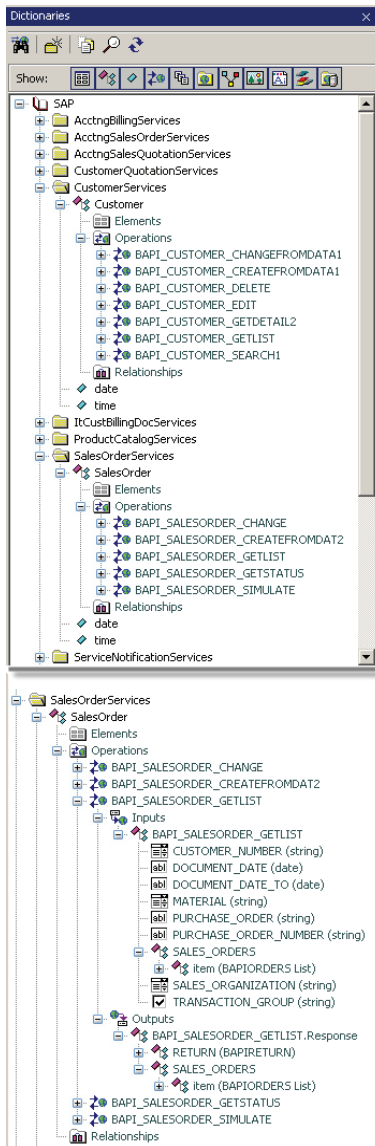 Dictionaries
Show:
SAP
AcctngBillingServices
AcctngSalesOrderServices
AcctngSalesQuotationServices
CustomerQuotationServices
CustomerServices
Customer
Elements
Operations
BAPI_CUSTOMER_CHANGEFROMDATA1
BAPI_CUSTOMER_CREATEFROMDATA1
BAPI_CUSTOMER_DELETE
BAPI_CUSTOMER_EDIT
BAPI_CUSTOMER_GETDETAIL2
BAPI_CUSTOMER_GETLIST
BAPI_CUSTOMER_SEARCH1
Relationships
date
time
ItCustBillingDocServices
ProductCatalogServices
SalesOrderServices
SalesOrder
Elements
Operations
BAPI_SALESORDER_CHANGE
BAPI_SALESORDER_CREATEFROMDAT2
BAPI_SALESORDER_GETLIST
BAPI_SALESORDER_GETSTATUS
BAPI_SALESORDER_SIMULATE
Relationships
date
time
ServiceNotificationServices
SalesOrderServices
SalesOrder
Elements
Operations
BAPI_SALESORDER_CHANGE
BAPI_SALESORDER_CREATEFROMDAT2
BAPI_SALESORDER_GETLIST
Inputs
BAPI_SALESORDER_GETLIST
CUSTOMER_NUMBER (string)
abl DOCUMENT_DATE (date)
abl DOCUMENT_DATE_TO (date)
MATERIAL (string)
abl PURCHASE_ORDER (string)
abl PURCHASE_ORDER_NUMBER (string)
SALES_ORDERS
item (BAPIORDERS List)
SALES_ORGANIZATION (string)
TRANSACTION_GROUP (string)
Outputs
BAPI_SALESORDER_GETLIST.Response
RETURN (BAPIRETURN)
SALES_ORDERS
item (BAPIORDERS List)
BAPI_SALESORDER_GETSTATUS
BAPI_SALESORDER_SIMULATE
Relationships